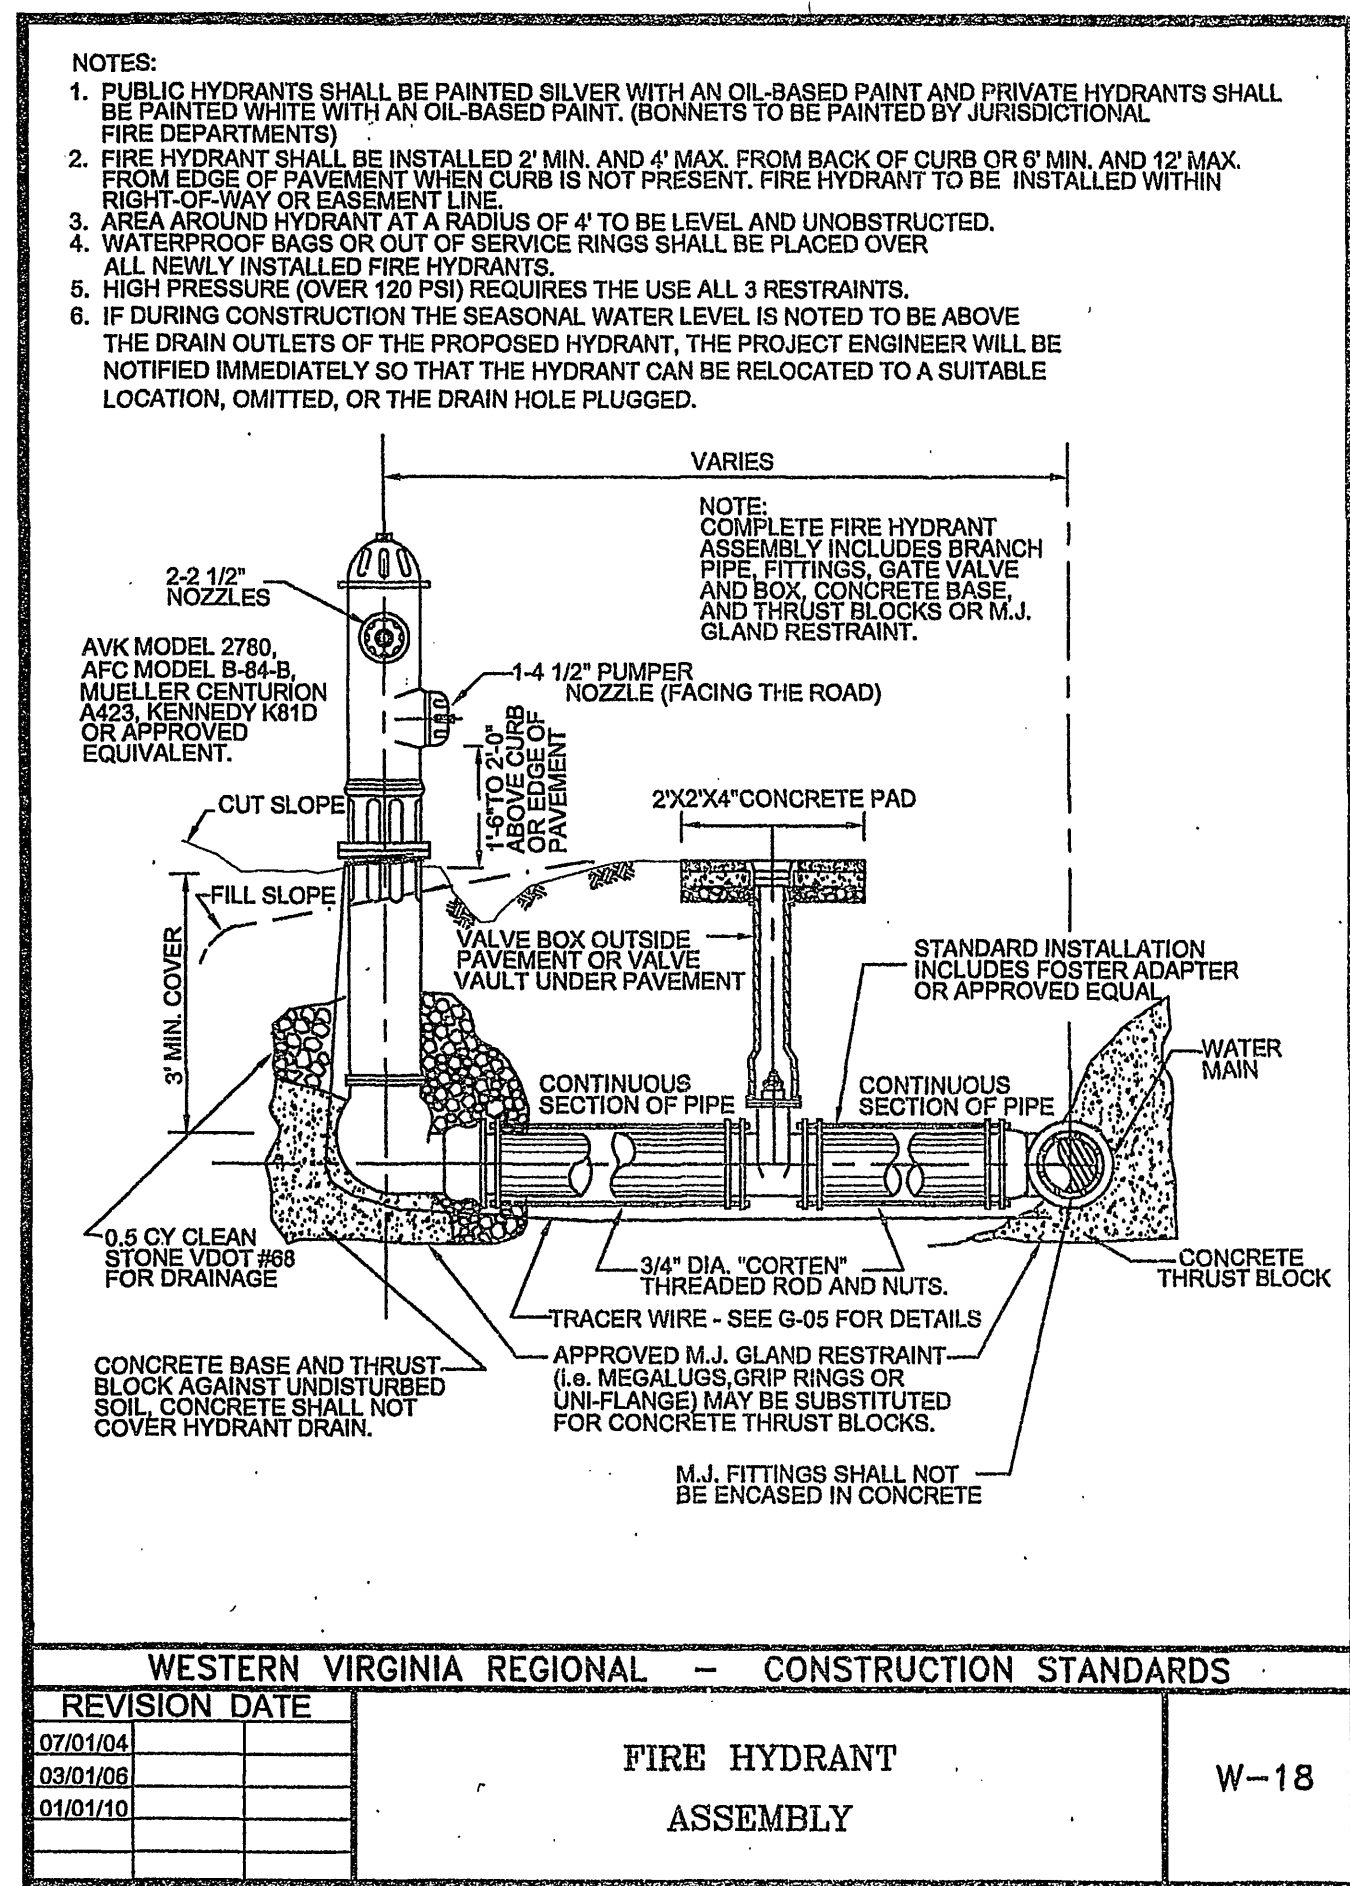 NOTES:
1. PUBLIC HYDRANTS SHALL BE PAINTED SILVER WITH AN OIL-BASED PAINT AND PRIVATE HYDRANTS SHALL
BE PAINTED WHITE WITH AN OIL-BASED PAINT. (BONNETS TO BE PAINTED BY JURISDICTIONAL
FIRE DEPARTMENTS)
2. FIRE HYDRANT SHALL BE INSTALLED 2' MIN. AND 4' MAX. FROM BACK OF CURB OR 6' MIN. AND 12' MAX.
FROM EDGE OF PAVEMENT WHEN CURB IS NOT PRESENT. FIRE HYDRANT TO BE INSTALLED WITHIN
RIGHT-OF-WAY OR EASEMENT LINE.
3. AREA AROUND HYDRANT AT A RADIUS OF 4' TO BE LEVEL AND UNOBSTRUCTED.
4. WATERPROOF BAGS OR OUT OF SERVICE RINGS SHALL BE PLACED OVER
ALL NEWLY INSTALLED FIRE HYDRANTS.
5. HIGH PRESSURE (OVER 120 PSI) REQUIRES THE USE ALL 3 RESTRAINTS.
6. IF DURING CONSTRUCTION THE SEASONAL WATER LEVEL IS NOTED TO BE ABOVE
THE DRAIN OUTLETS OF THE PROPOSED HYDRANT, THE PROJECT ENGINEER WILL BE
NOTIFIED IMMEDIATELY SO THAT THE HYDRANT CAN BE RELOCATED TO A SUITABLE
LOCATION, OMITTED, OR THE DRAIN HOLE PLUGGED.
VARIES
NOTE:
COMPLETE FIRE HYDRANT
ASSEMBLY INCLUDES BRANCH
PIPE, FITTINGS, GATE VALVE
AND BOX, CONCRETE BASE,
AND THRUST BLOCKS OR M.J.
GLAND RESTRAINT.
2-2 1/2"
NOZZLES
AVK MODEL 2780,
AFC MODEL B-84-B,
MUELLER CENTURION
A423, KENNEDY K81D
OR APPROVED
EQUIVALENT.
1-4 1/2" PUMPER
NOZZLE (FACING THE ROAD)
1'-6" TO 2'-0"
ABOVE CURB
OR EDGE OF
PAVEMENT
2'X2'X4"CONCRETE PAD
CUT SLOPE
FILL SLOPE
3' MIN. COVER
VALVE BOX OUTSIDE
PAVEMENT OR VALVE
VAULT UNDER PAVEMENT
STANDARD INSTALLATION
INCLUDES FOSTER ADAPTER
OR APPROVED EQUAL
WATER
MAIN
CONTINUOUS
SECTION OF PIPE
CONTINUOUS
SECTION OF PIPE
0.5 CY CLEAN
STONE VDOT #68
FOR DRAINAGE
3/4" DIA. "CORTEN"
THREADED ROD AND NUTS.
CONCRETE
THRUST BLOCK
TRACER WIRE - SEE G-05 FOR DETAILS
CONCRETE BASE AND THRUST
BLOCK AGAINST UNDISTURBED
SOIL, CONCRETE SHALL NOT
COVER HYDRANT DRAIN.
APPROVED M.J. GLAND RESTRAINT
(i.e. MEGALUGS,GRIP RINGS OR
UNI-FLANGE) MAY BE SUBSTITUTED
FOR CONCRETE THRUST BLOCKS.
M.J. FITTINGS SHALL NOT
BE ENCASED IN CONCRETE
WESTERN VIRGINIA REGIONAL - CONSTRUCTION STANDARDS
REVISION DATE
07/01/04
03/01/06
01/01/10
FIRE HYDRANT
ASSEMBLY
W-18